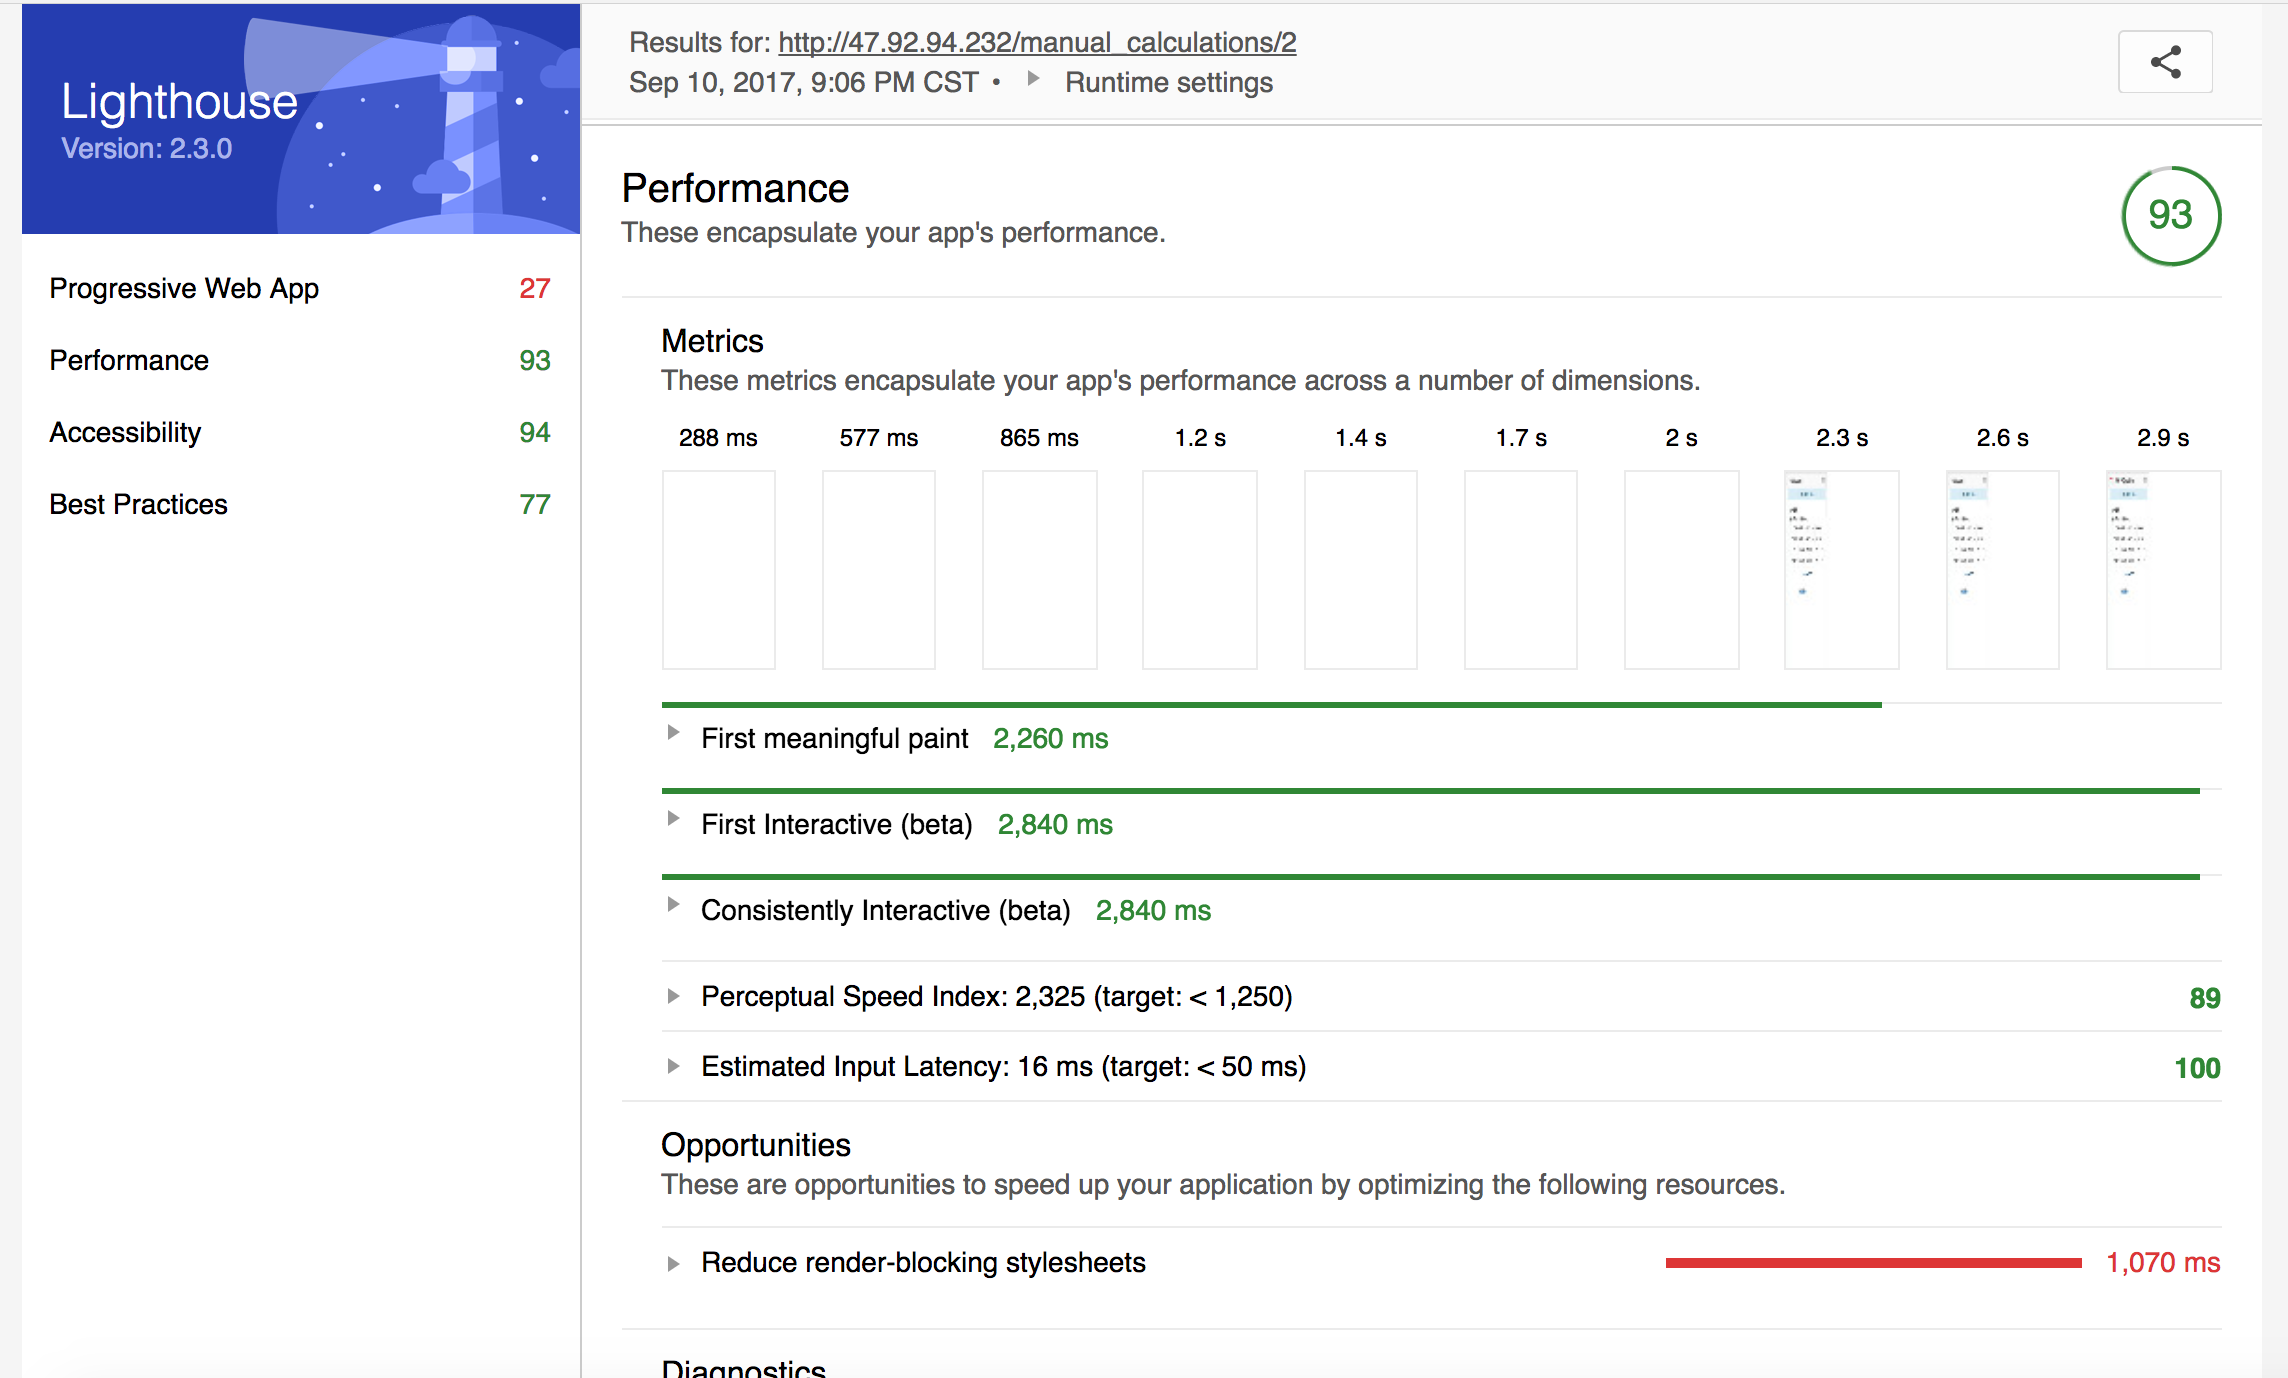 Lighthouse
Version: 2.3.0
Progressive Web App 27
Performance 93
Accessibility 94
Best Practices 77
Results for: http://47.92.94.232/manual_calculations/2
Sep 10, 2017, 9:06 PM CST • Runtime settings
Performance
These encapsulate your app's performance.
93
Metrics
These metrics encapsulate your app's performance across a number of dimensions.
288 ms 577 ms 865 ms 1.2 s 1.4 s 1.7 s 2 s 2.3 s 2.6 s 2.9 s
First meaningful paint 2,260 ms
First Interactive (beta) 2,840 ms
Consistently Interactive (beta) 2,840 ms
Perceptual Speed Index: 2,325 (target: < 1,250) 89
Estimated Input Latency: 16 ms (target: < 50 ms) 100
Opportunities
These are opportunities to speed up your application by optimizing the following resources.
Reduce render-blocking stylesheets 1,070 ms
Diagnostics